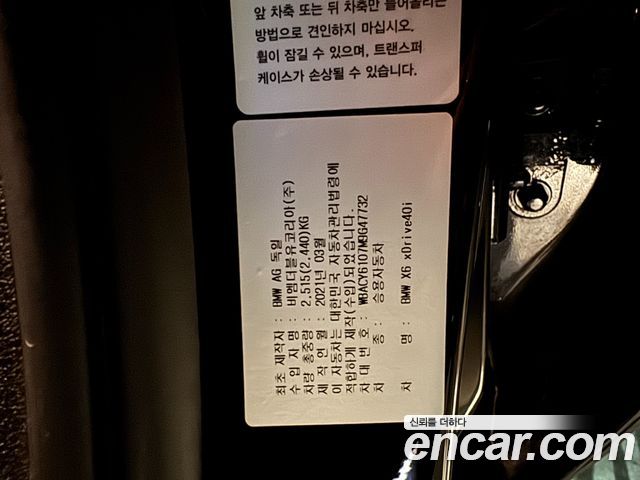 앞 차축 또는 뒤 차축만 들어올리는
방법으로 견인하지 마십시오.
휠이 잠길 수 있으며, 트랜스퍼
케이스가 손상될 수 있습니다.
최초 제작자 : BMW AG 독일
수 입 자 명 : 비엠더블유코리아(주)
차량 총중량 : 2.515(2.440)KG
제 작 연 월 : 2021년 03월
이 자동차는 대한민국 자동차관리법령에
적합하게 제작(수입)되었습니다.
차 대 번 호 : WBACY6107M9G47732
차 종 : 승용자동차
차 명 : BMW X6 xDrive40i
신뢰를 더하다
encar.com